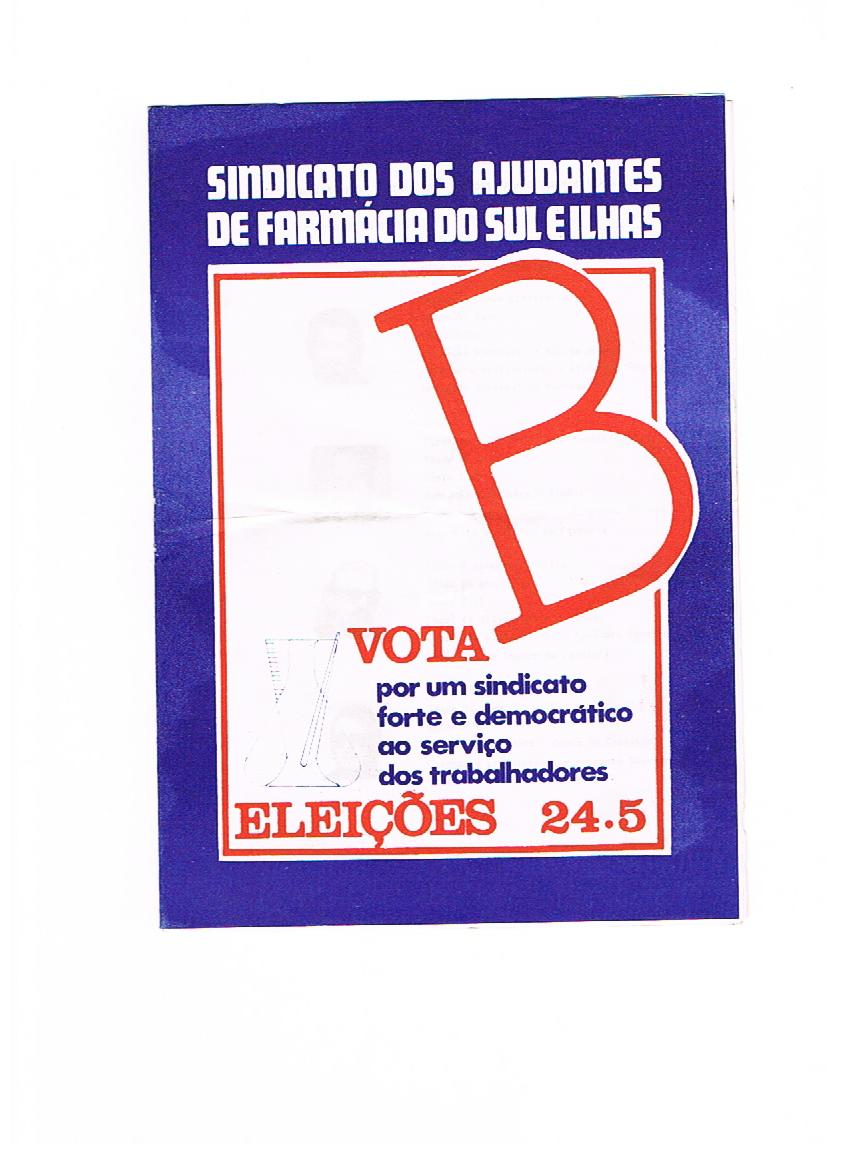 SINDICATO DOS AJUDANTES
DE FARMÁCIA DO SUL E ILHAS
B
VOTA
por um sindicato
forte e democrático
ao serviço
dos trabalhadores
ELEIÇÕES 24.5